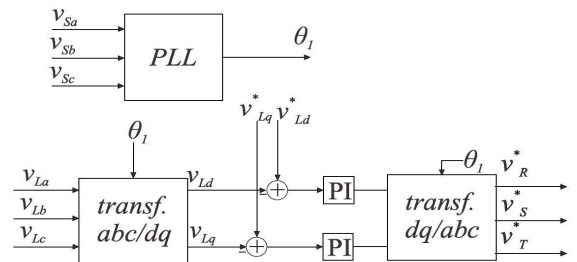 v_Sa
v_Sb
v_Sc
PLL
θ_1
v*_Lq v*_Ld
θ_1
v_La
v_Lb
v_Lc
transf.
abc/dq
v_Ld
v_Lq
+
-
+
-
PI
PI
θ_1
transf.
dq/abc
v*_R
v*_S
v*_T